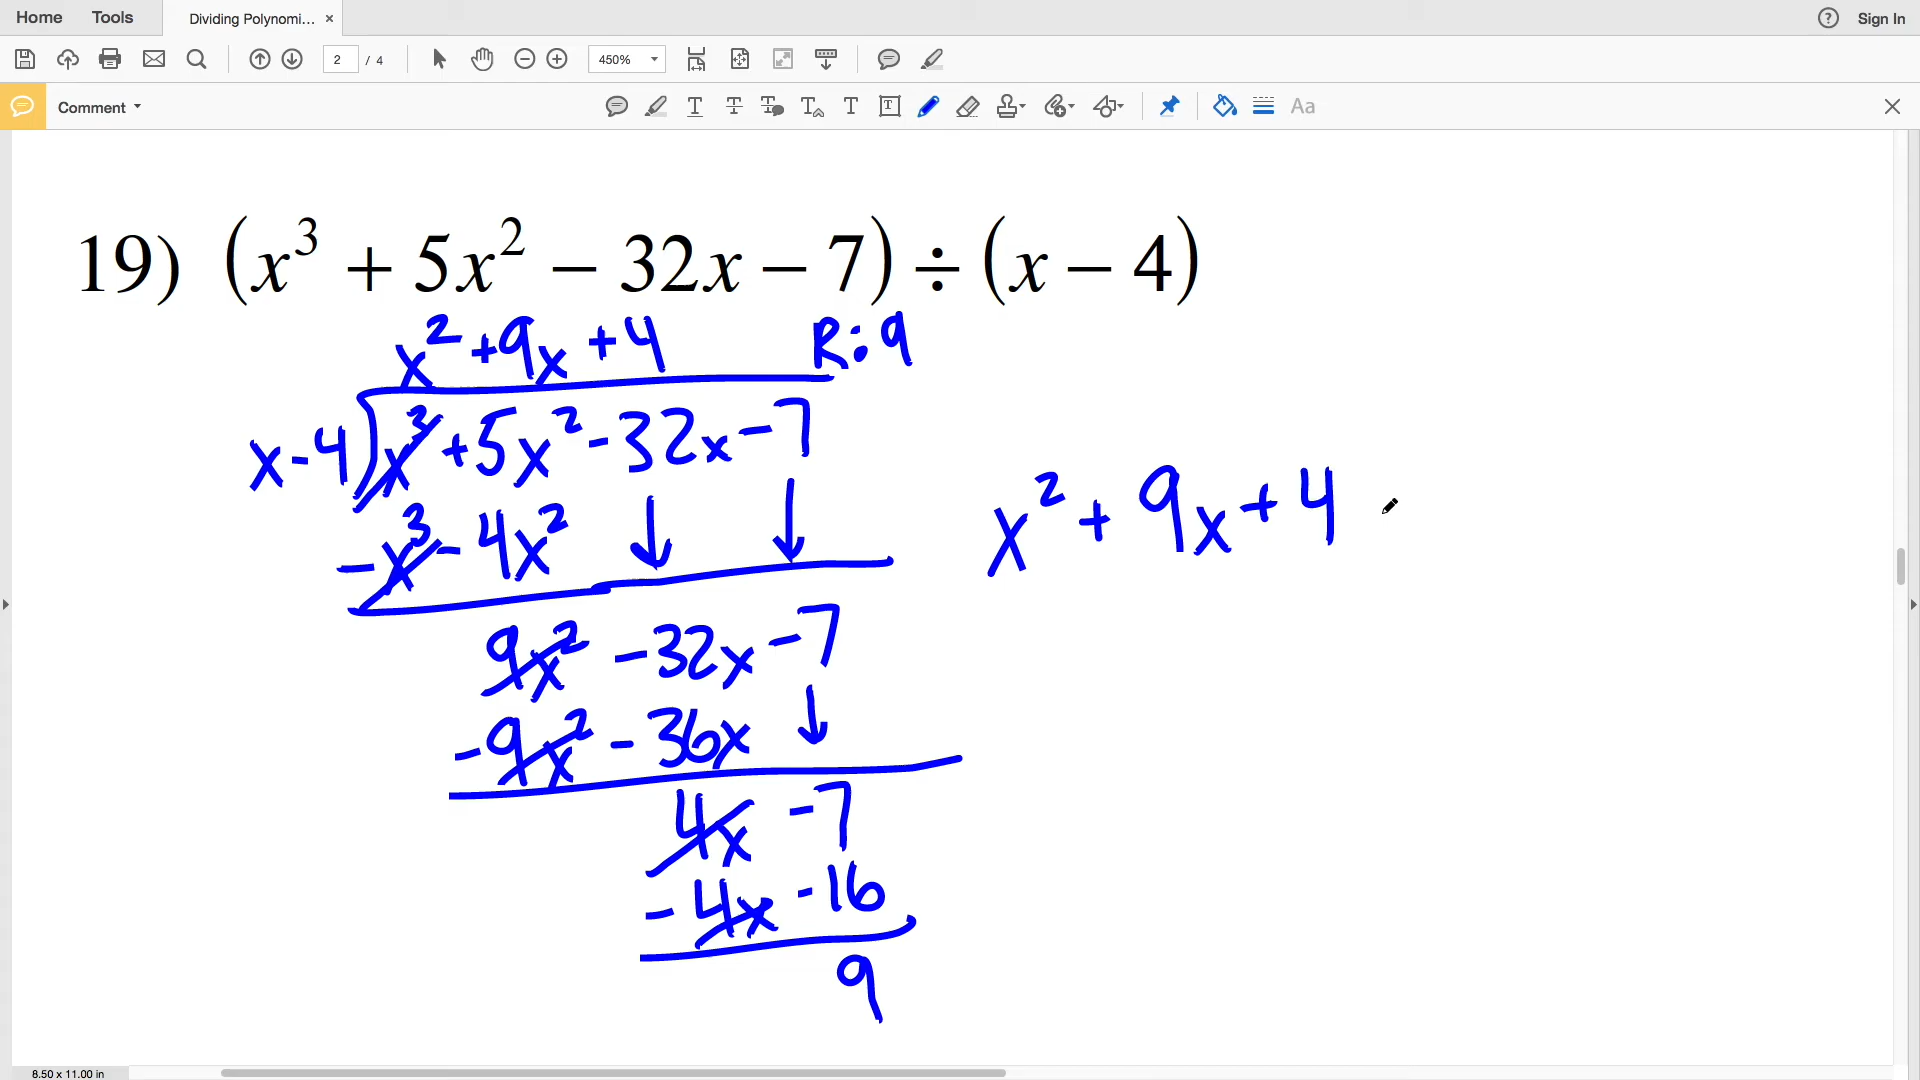 Home Tools Dividing Polynomi... × ? Sign In
2 / 4 450%
Comment T T T T T T Aa
19) (x³ + 5x² − 32x − 7) ÷ (x − 4)
x² + 9x + 4 R: 9
x - 4 x³ + 5x² - 32x - 7
x² + 9x + 4
- x³ - 4x²
9x² - 32x - 7
- 9x² - 36x
4x - 7
- 4x - 16
9
8.50 x 11.00 in